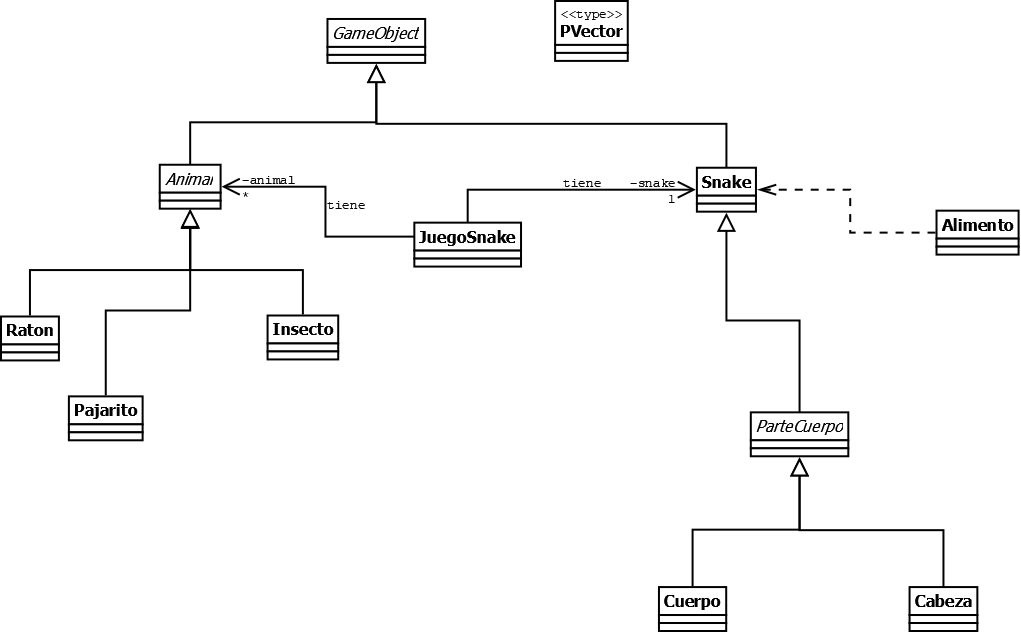 <<type>>
GameObject
PVector
Animal
-animal
*
tiene
tiene
-snake
1
Snake
JuegoSnake
Alimento
Raton
Insecto
Pajarito
ParteCuerpo
Cuerpo
Cabeza